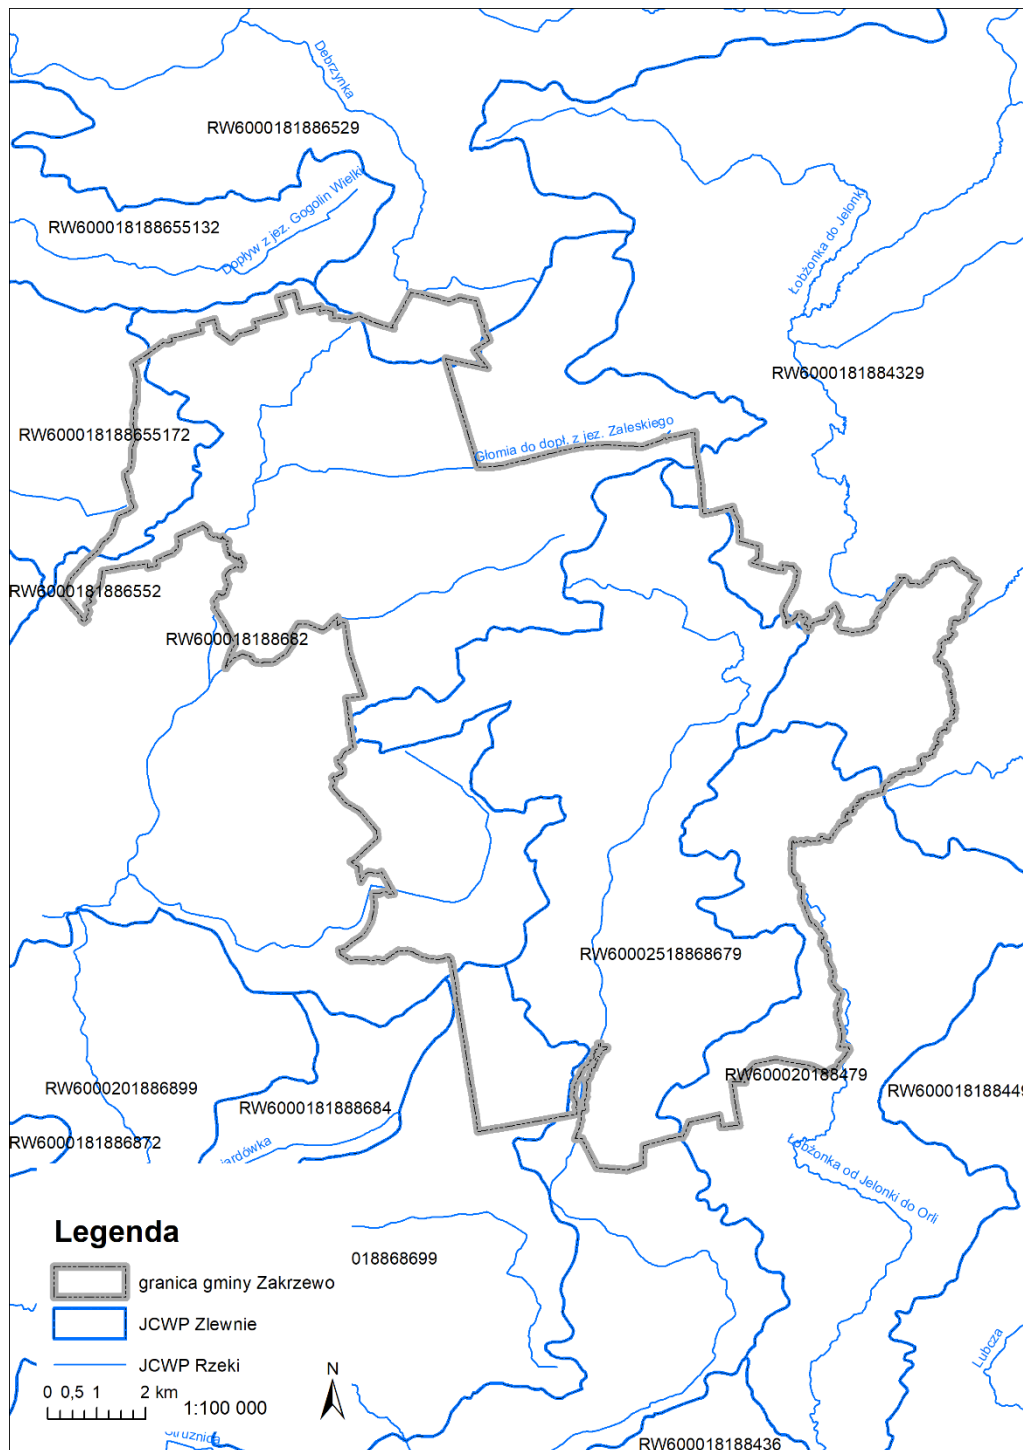 Debrzynka
RW6000181886529
Dopływ z jez. Gogolin Wielki
RW600018188655132
Łobżonka do Jelonki
RW6000181884329
RW600018188655172
Głomia do dopł. z jez. Zaleskiego
RW6000181886552
RW600018188682
RW60002518868679
RW600020188479
RW6000201886899
RW6000181888684
RW600018188449
RW6000181886872
Łobżonka od Jelonki do Orli
018868699
Lubcza
Legenda
granica gminy Zakrzewo
JCWP Zlewnie
JCWP Rzeki
0 0,5 1 2 km
1:100 000
N
RW600018188436